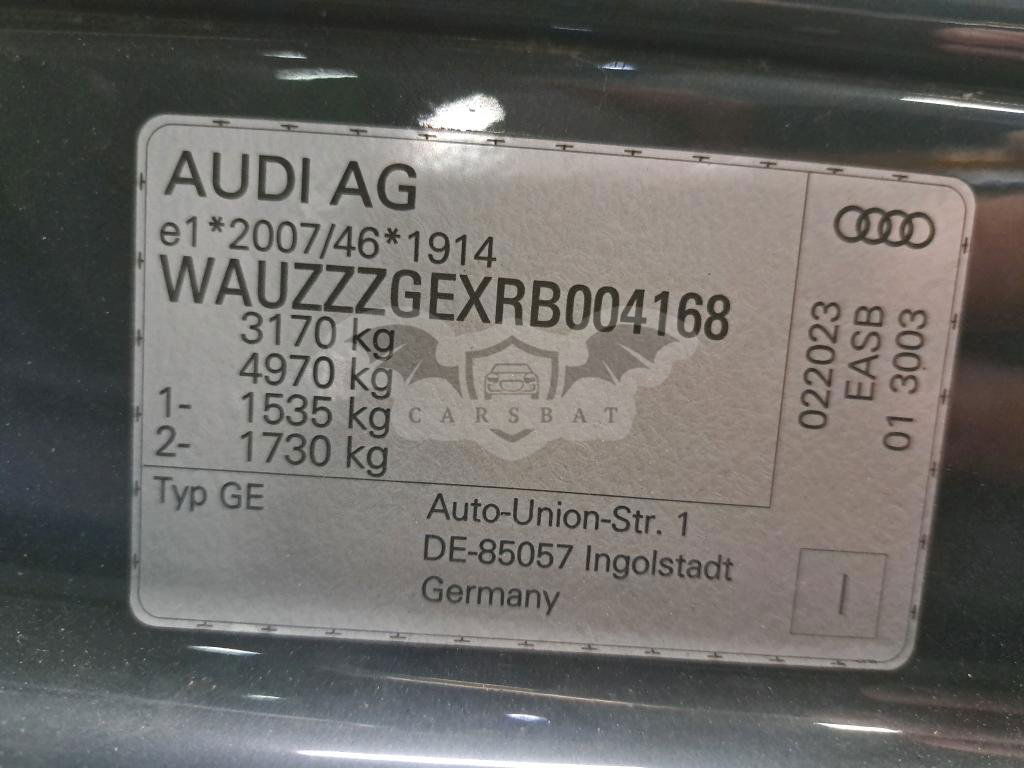 AUDI AG
e1*2007/46*1914
WAUZZZGEXRB004168
3170 kg
4970 kg
1- 1535 kg
2- 1730 kg
Typ GE
Auto-Union-Str. 1
DE-85057 Ingolstadt
Germany
022023
EASB
01 3003
I
CARSBAT